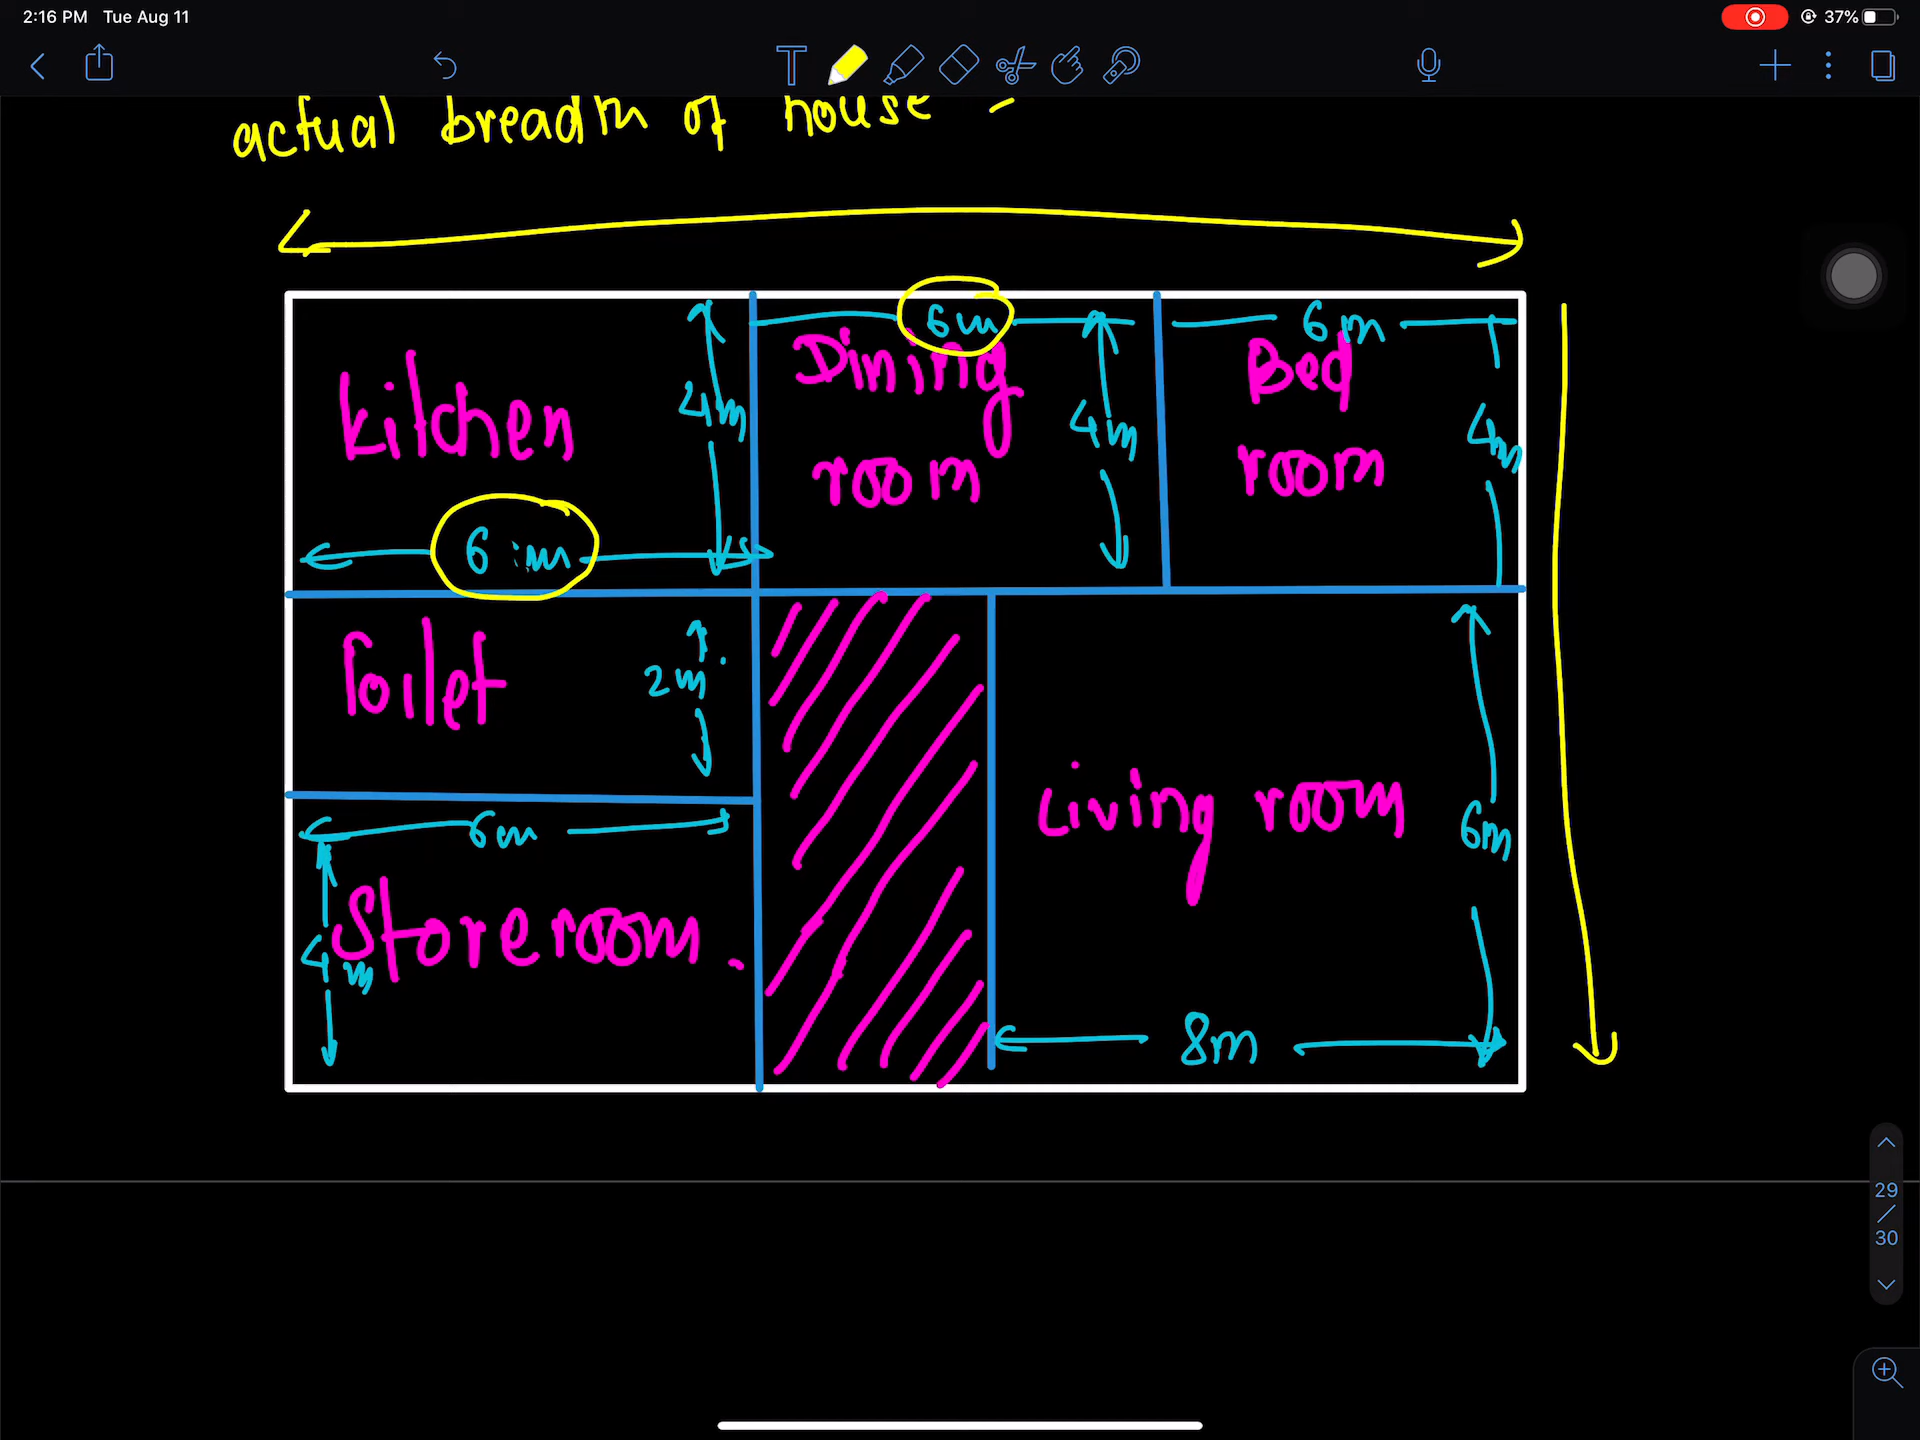 2:16 PM Tue Aug 11
37%
actual breadth of house =
6m
6m
Kitchen
4m
Dining
room
4m
Bed
room
4m
6 m
Toilet
2m
6m
Storeroom.
4m
Living room
6m
8m
29
/
30